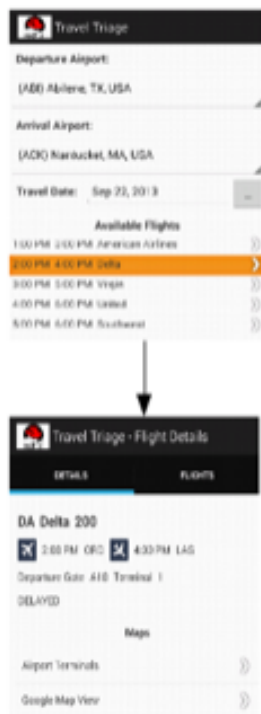 Travel Triage
Departure Airport:
(ABI) Abilene, TX, USA
Arrival Airport:
(ACK) Nantucket, MA, USA
Travel Date: Sep 23, 2013
...
Available Flights
1:00 PM 3:00 PM American Airlines
2:00 PM 4:00 PM Delta
3:00 PM 5:00 PM Virgin
4:00 PM 6:00 PM United
5:00 PM 6:00 PM Southwest
Travel Triage - Flight Details
DETAILS FLIGHTS
DA Delta 200
2:00 PM ORD 4:00 PM LAS
Departure Gate A10 Terminal 1
DELAYED
Maps
Airport Terminals
Google Map View